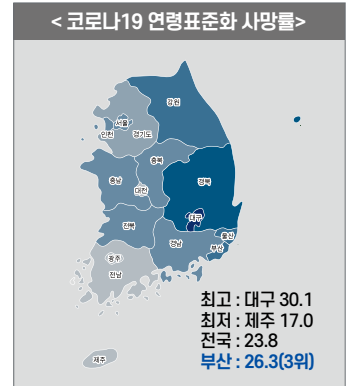 < 코로나19 연령표준화 사망률>
강원
서울
인천
경기도
충북
충남
대전
경북
대구
전북
울산
경남
부산
광주
전남
제주
최고 : 대구 30.1
최저 : 제주 17.0
전국 : 23.8
부산 : 26.3(3위)